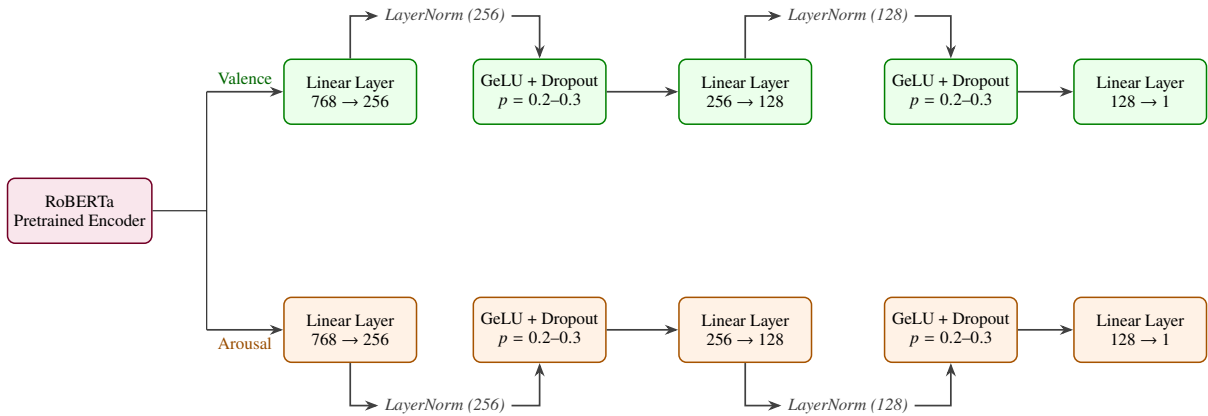 LayerNorm (256)
LayerNorm (128)
Valence
Linear Layer
768 → 256
GeLU + Dropout
p = 0.2–0.3
Linear Layer
256 → 128
GeLU + Dropout
p = 0.2–0.3
Linear Layer
128 → 1
RoBERTa
Pretrained Encoder
Arousal
Linear Layer
768 → 256
GeLU + Dropout
p = 0.2–0.3
Linear Layer
256 → 128
GeLU + Dropout
p = 0.2–0.3
Linear Layer
128 → 1
LayerNorm (256)
LayerNorm (128)